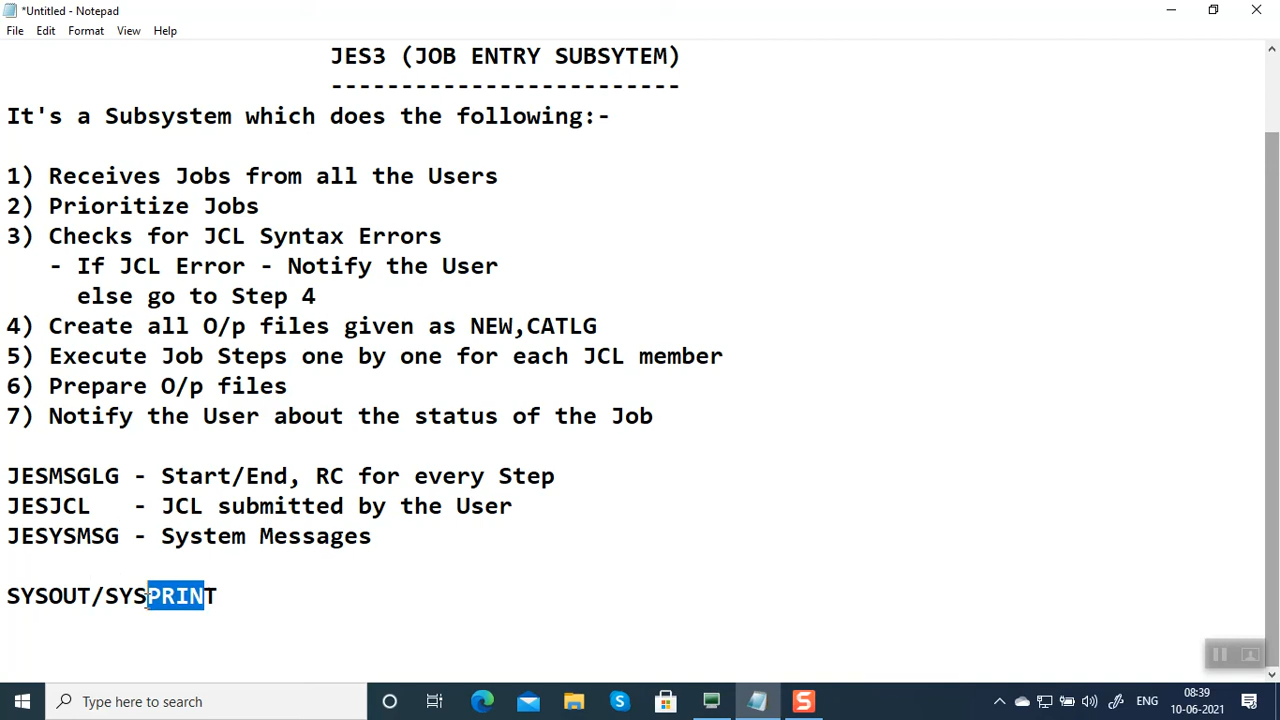 *Untitled - Notepad
File Edit Format View Help
JES3 (JOB ENTRY SUBSYTEM)
-------------------------
It's a Subsystem which does the following:-
1) Receives Jobs from all the Users
2) Prioritize Jobs
3) Checks for JCL Syntax Errors
- If JCL Error - Notify the User
else go to Step 4
4) Create all O/p files given as NEW,CATLG
5) Execute Job Steps one by one for each JCL member
6) Prepare O/p files
7) Notify the User about the status of the Job
JESMSGLG - Start/End, RC for every Step
JESJCL - JCL submitted by the User
JESYSMSG - System Messages
SYSOUT/SYSPRINT
Type here to search
ENG
08:39
10-06-2021